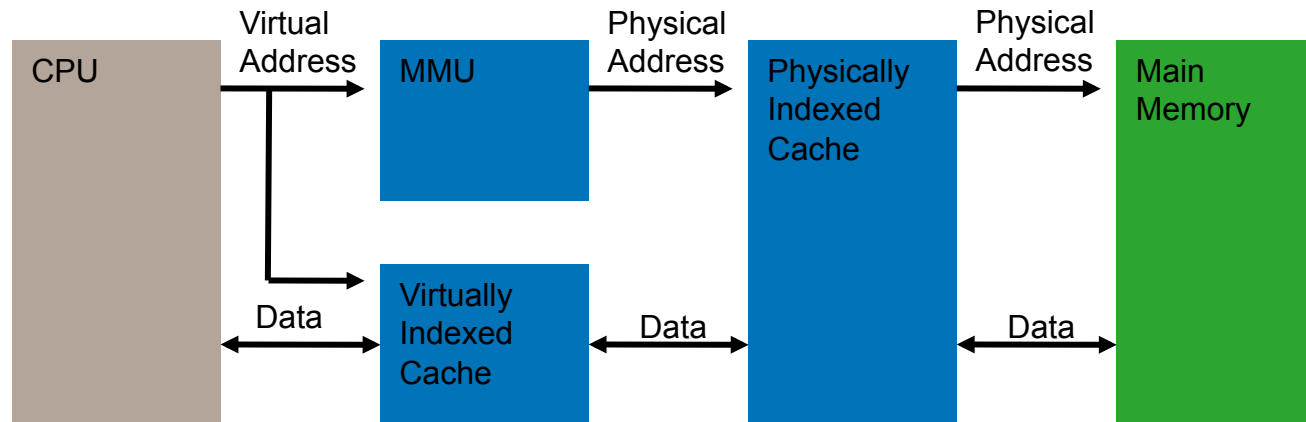 CPU
Virtual
Address
MMU
Physical
Address
Physically
Indexed
Cache
Physical
Address
Main
Memory
Data
Virtually
Indexed
Cache
Data
Data